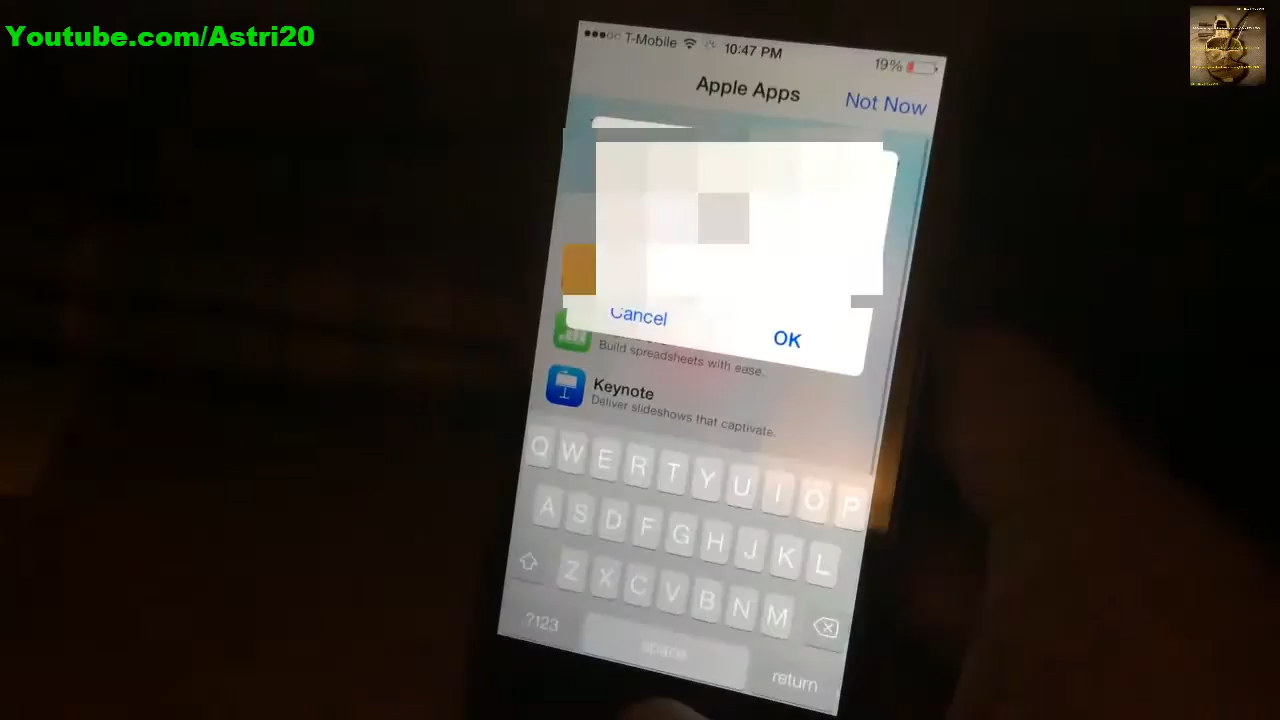 Youtube.com/Astri20
T-Mobile 10:47 PM 19%
Apple Apps Not Now
Cancel OK
Build spreadsheets with ease.
Keynote
Deliver slideshows that captivate.
Q W E R T Y U I O P
A S D F G H J K L
Z X C V B N M
.?123 space return